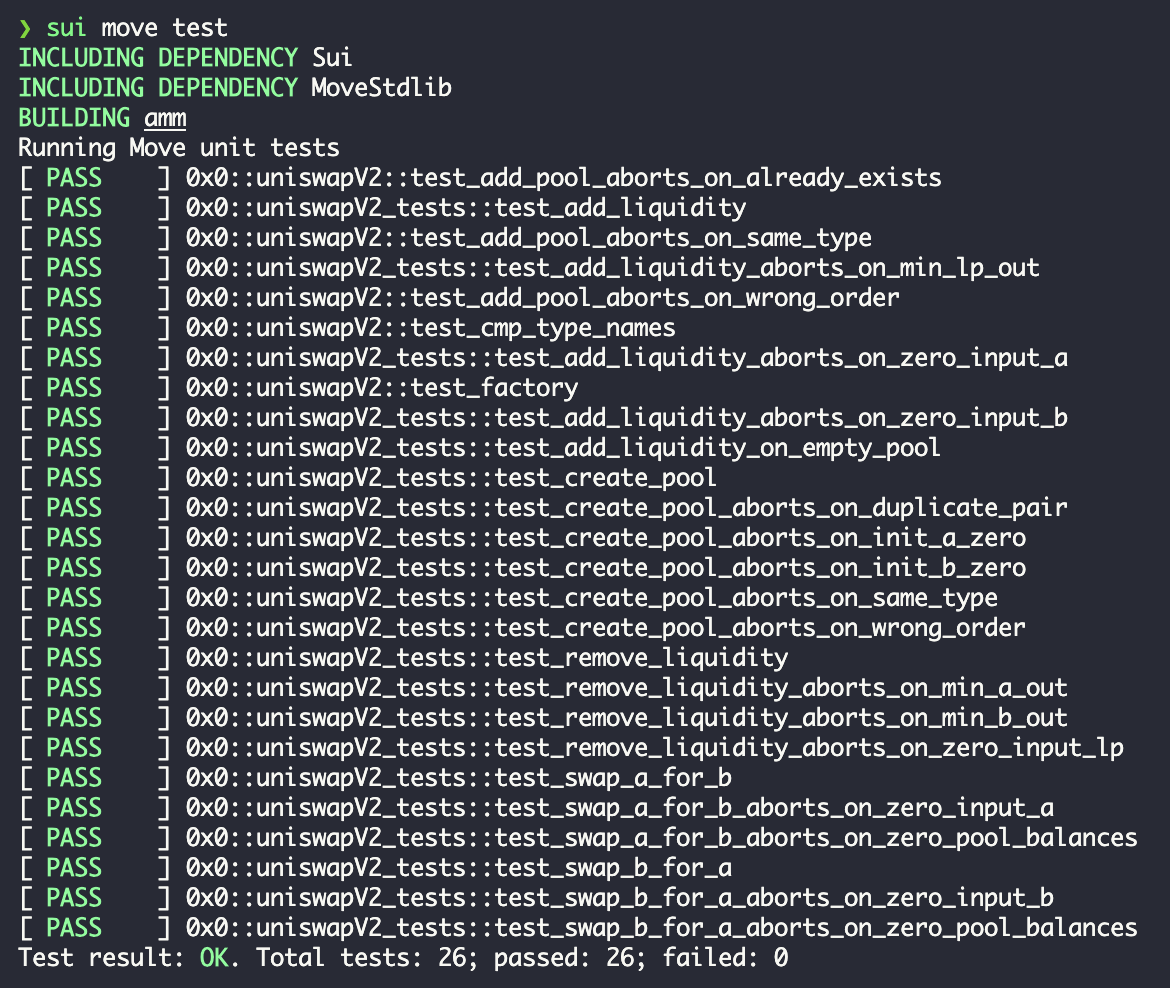 ❯ sui move test
INCLUDING DEPENDENCY Sui
INCLUDING DEPENDENCY MoveStdlib
BUILDING amm
Running Move unit tests
[ PASS    ] 0x0::uniswapV2::test_add_pool_aborts_on_already_exists
[ PASS    ] 0x0::uniswapV2_tests::test_add_liquidity
[ PASS    ] 0x0::uniswapV2::test_add_pool_aborts_on_same_type
[ PASS    ] 0x0::uniswapV2_tests::test_add_liquidity_aborts_on_min_lp_out
[ PASS    ] 0x0::uniswapV2::test_add_pool_aborts_on_wrong_order
[ PASS    ] 0x0::uniswapV2::test_cmp_type_names
[ PASS    ] 0x0::uniswapV2_tests::test_add_liquidity_aborts_on_zero_input_a
[ PASS    ] 0x0::uniswapV2::test_factory
[ PASS    ] 0x0::uniswapV2_tests::test_add_liquidity_aborts_on_zero_input_b
[ PASS    ] 0x0::uniswapV2_tests::test_add_liquidity_on_empty_pool
[ PASS    ] 0x0::uniswapV2_tests::test_create_pool
[ PASS    ] 0x0::uniswapV2_tests::test_create_pool_aborts_on_duplicate_pair
[ PASS    ] 0x0::uniswapV2_tests::test_create_pool_aborts_on_init_a_zero
[ PASS    ] 0x0::uniswapV2_tests::test_create_pool_aborts_on_init_b_zero
[ PASS    ] 0x0::uniswapV2_tests::test_create_pool_aborts_on_same_type
[ PASS    ] 0x0::uniswapV2_tests::test_create_pool_aborts_on_wrong_order
[ PASS    ] 0x0::uniswapV2_tests::test_remove_liquidity
[ PASS    ] 0x0::uniswapV2_tests::test_remove_liquidity_aborts_on_min_a_out
[ PASS    ] 0x0::uniswapV2_tests::test_remove_liquidity_aborts_on_min_b_out
[ PASS    ] 0x0::uniswapV2_tests::test_remove_liquidity_aborts_on_zero_input_lp
[ PASS    ] 0x0::uniswapV2_tests::test_swap_a_for_b
[ PASS    ] 0x0::uniswapV2_tests::test_swap_a_for_b_aborts_on_zero_input_a
[ PASS    ] 0x0::uniswapV2_tests::test_swap_a_for_b_aborts_on_zero_pool_balances
[ PASS    ] 0x0::uniswapV2_tests::test_swap_b_for_a
[ PASS    ] 0x0::uniswapV2_tests::test_swap_b_for_a_aborts_on_zero_input_b
[ PASS    ] 0x0::uniswapV2_tests::test_swap_b_for_a_aborts_on_zero_pool_balances
Test result: OK. Total tests: 26; passed: 26; failed: 0